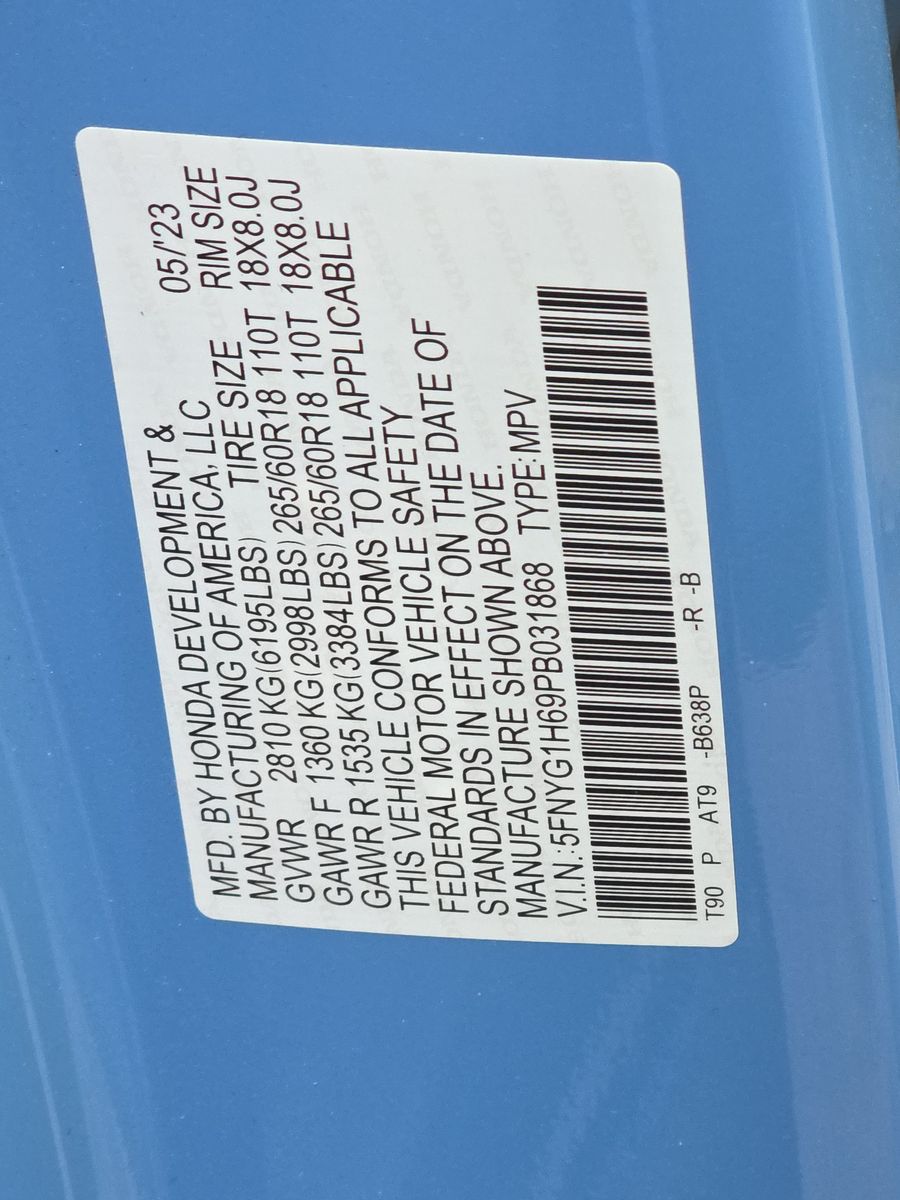 MFD. BY HONDA DEVELOPMENT & 05/'23
MANUFACTURING OF AMERICA, LLC RIM SIZE
GVWR 2810 KG(6195LBS) TIRE SIZE 18X8.0J
GAWR F 1360 KG(2998LBS) 265/60R18 110T 18X8.0J
GAWR R 1535 KG(3384LBS) 265/60R18 110T
THIS VEHICLE CONFORMS TO ALL APPLICABLE
FEDERAL MOTOR VEHICLE SAFETY
STANDARDS IN EFFECT ON THE DATE OF
MANUFACTURE SHOWN ABOVE.
V.I.N.:5FNYG1H69PB031868 TYPE:MPV
T90 P AT9 -B638P -R -B